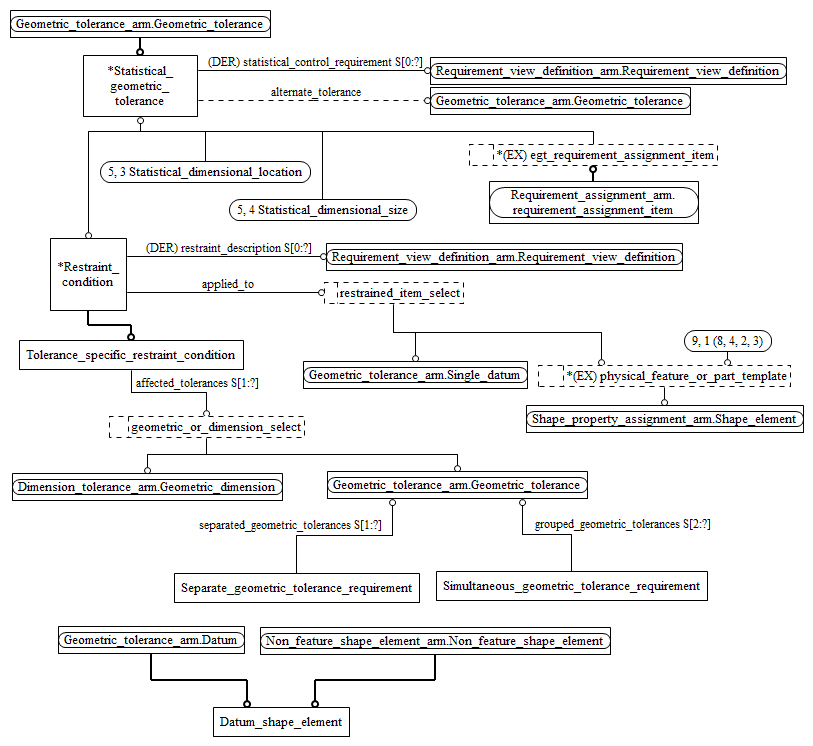 Geometric_tolerance_arm.Geometric_tolerance
*Statistical_
geometric_
tolerance
(DER) statistical_control_requirement S[0:?]
Requirement_view_definition_arm.Requirement_view_definition
alternate_tolerance
Geometric_tolerance_arm.Geometric_tolerance
5, 3 Statistical_dimensional_location
*(EX) egt_requirement_assignment_item
5, 4 Statistical_dimensional_size
Requirement_assignment_arm.
requirement_assignment_item
*Restraint_
condition
(DER) restraint_description S[0:?]
Requirement_view_definition_arm.Requirement_view_definition
applied_to
restrained_item_select
Tolerance_specific_restraint_condition
9, 1 (8, 4, 2, 3)
Geometric_tolerance_arm.Single_datum
*(EX) physical_feature_or_part_template
affected_tolerances S[1:?]
Shape_property_assignment_arm.Shape_element
geometric_or_dimension_select
Dimension_tolerance_arm.Geometric_dimension
Geometric_tolerance_arm.Geometric_tolerance
separated_geometric_tolerances S[1:?]
grouped_geometric_tolerances S[2:?]
Separate_geometric_tolerance_requirement
Simultaneous_geometric_tolerance_requirement
Geometric_tolerance_arm.Datum
Non_feature_shape_element_arm.Non_feature_shape_element
Datum_shape_element